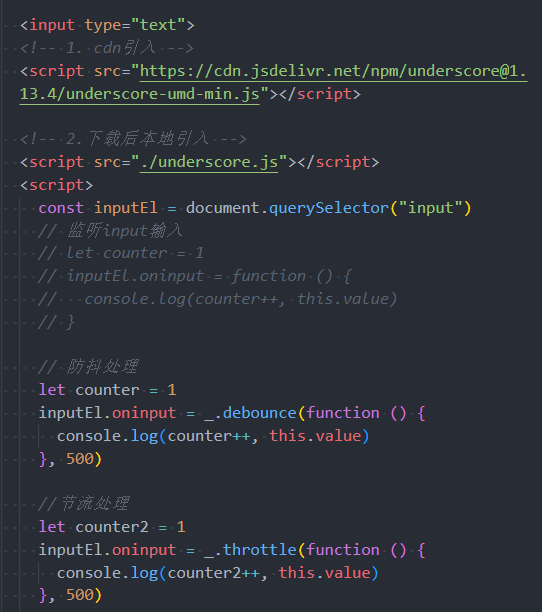 <input type="text">
<!-- 1. cdn引入 -->
<script src="https://cdn.jsdelivr.net/npm/underscore@1.
13.4/underscore-umd-min.js"></script>
<!-- 2.下载后本地引入 -->
<script src="./underscore.js"></script>
<script>
const inputEl = document.querySelector("input")
// 监听input输入
// let counter = 1
// inputEl.oninput = function () {
//   console.log(counter++, this.value)
// }
// 防抖处理
let counter = 1
inputEl.oninput = _.debounce(function () {
console.log(counter++, this.value)
}, 500)
//节流处理
let counter2 = 1
inputEl.oninput = _.throttle(function () {
console.log(counter2++, this.value)
}, 500)